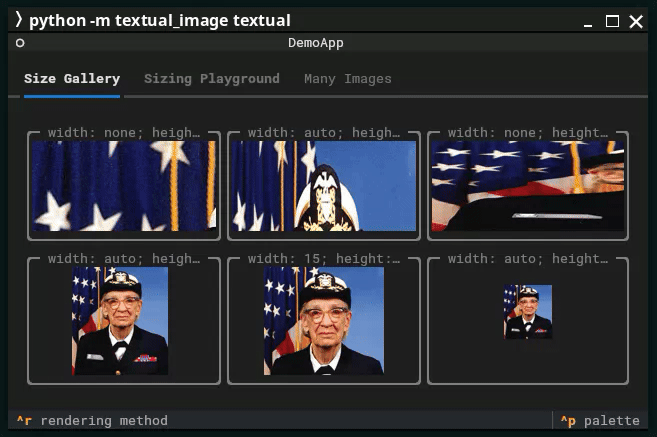 ❯ python -m textual_image textual
DemoApp
Size Gallery Sizing Playground Many Images
width: none; heigh… width: auto; heigh… width: none; height…
width: auto; heigh… width: 15; height:… width: auto; height…
^r rendering method ^p palette